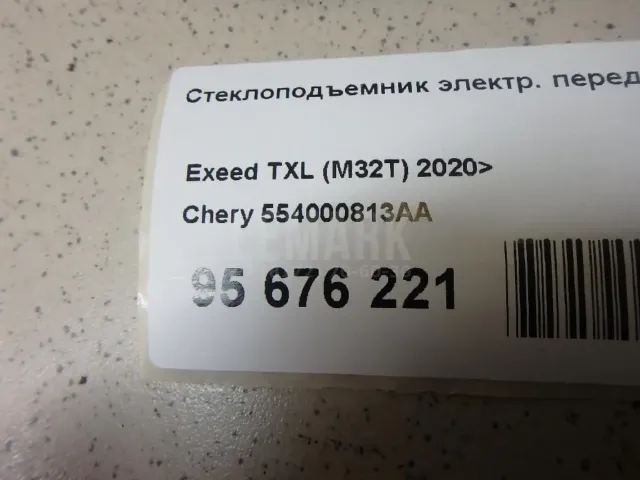 Стеклоподъемник электр. перед
Exeed TXL (M32T) 2020>
Chery 554000813AA
95 676 221